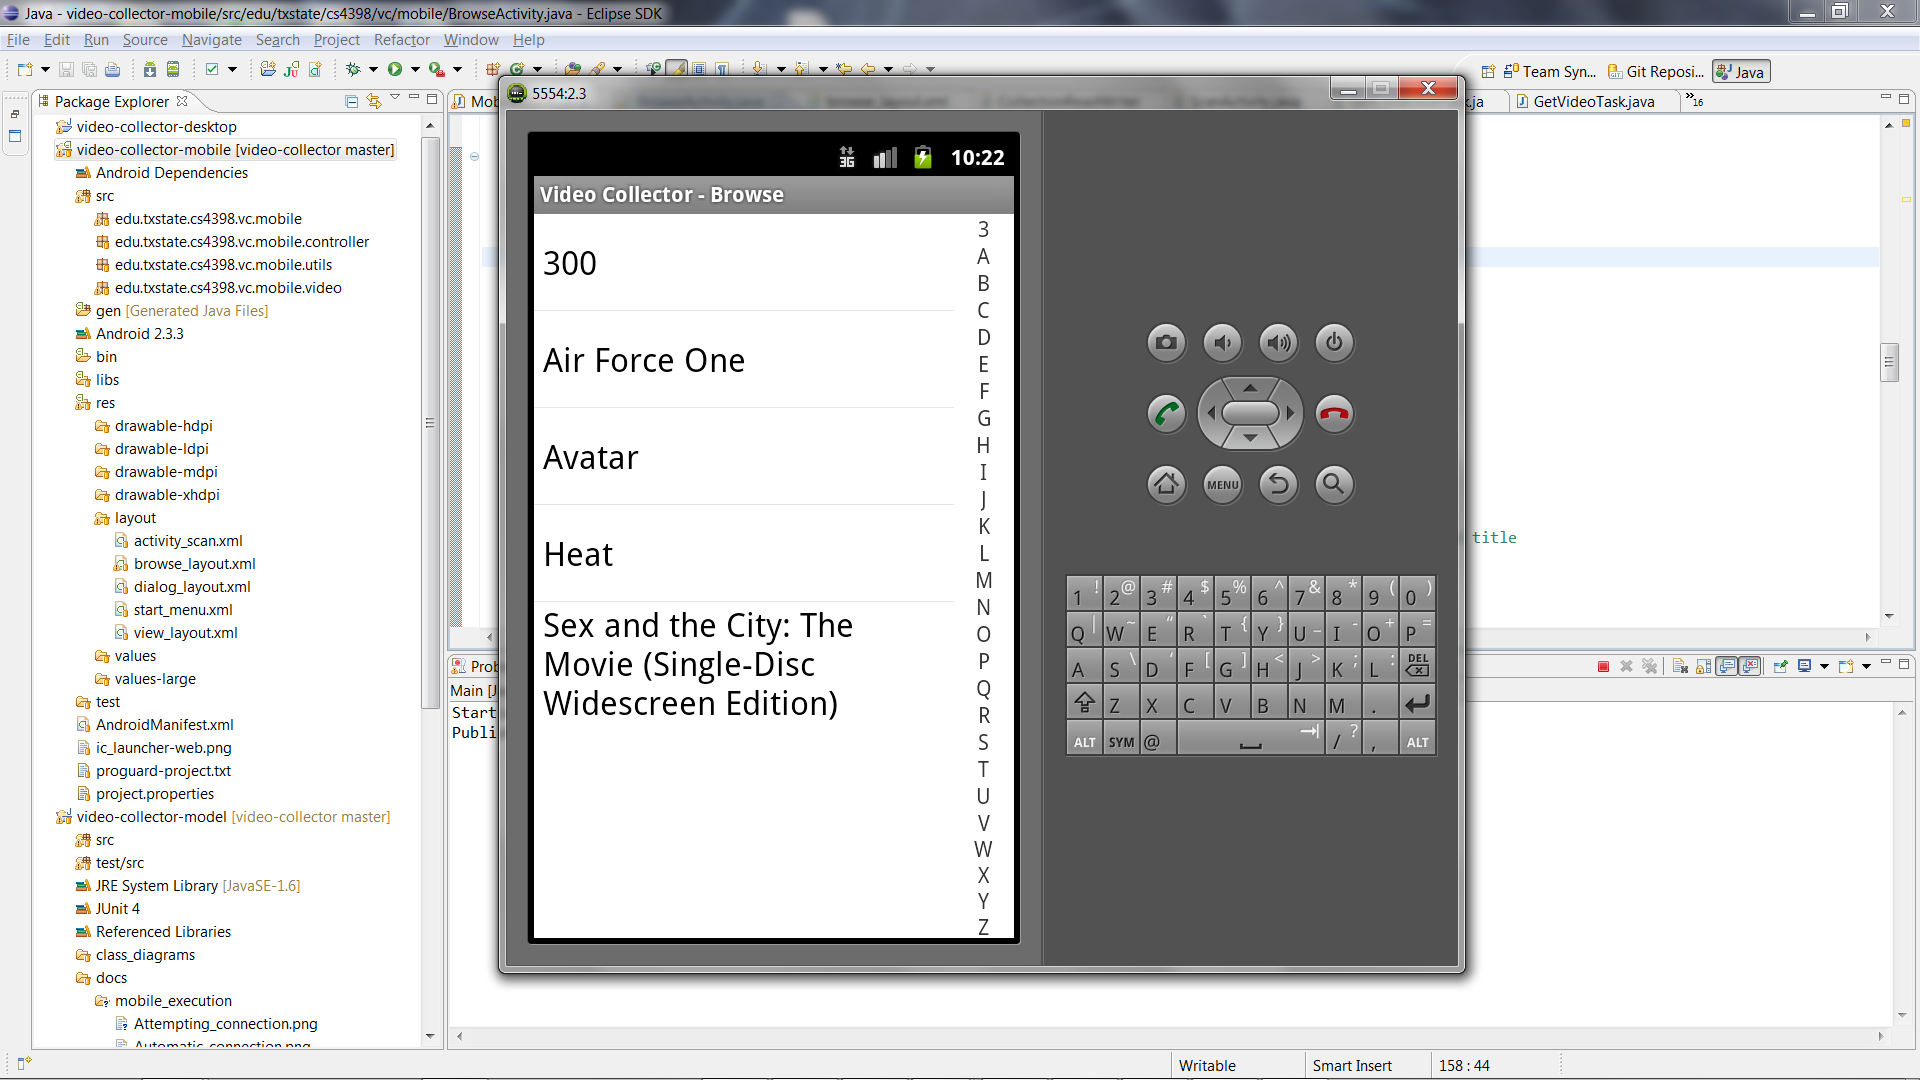 Java - video-collector-mobile/src/edu/txstate/cs4398/vc/mobile/BrowseActivity.java - Eclipse SDK
File Edit Run Source Navigate Search Project Refactor Window Help
Team Syn... Git Reposi... Java
Package Explorer
Mob
ja
GetVideoTask.java
16
video-collector-desktop
video-collector-mobile [video-collector master]
Android Dependencies
src
edu.txstate.cs4398.vc.mobile
edu.txstate.cs4398.vc.mobile.controller
edu.txstate.cs4398.vc.mobile.utils
edu.txstate.cs4398.vc.mobile.video
gen [Generated Java Files]
Android 2.3.3
bin
libs
res
drawable-hdpi
drawable-ldpi
drawable-mdpi
drawable-xhdpi
layout
activity_scan.xml
browse_layout.xml
dialog_layout.xml
start_menu.xml
view_layout.xml
values
values-large
test
AndroidManifest.xml
ic_launcher-web.png
proguard-project.txt
project.properties
video-collector-model [video-collector master]
src
test/src
JRE System Library [JavaSE-1.6]
JUnit 4
Referenced Libraries
class_diagrams
docs
mobile_execution
Attempting_connection.png
Automatic_connection.png
5554:2.3
3G 10:22
Video Collector - Browse
300
Air Force One
Avatar
Heat
Sex and the City: The
Movie (Single-Disc
Widescreen Edition)
3
A
B
C
D
E
F
G
H
I
J
K
L
M
N
O
P
Q
R
S
T
U
V
W
X
Y
Z
MENU
1 ! 2 @ 3 # 4 $ 5 % 6 ^ 7 & 8 * 9 ( 0 )
Q | W ~ E “ R ` T { Y } U _ I - O + P =
A S \ D ‘ F [ G ] H < J > K ; L : DEL
Z X C V B N M .
ALT SYM @ / ? , ALT
title
Prob
Main [J
Start
Publi
Writable
Smart Insert
158 : 44